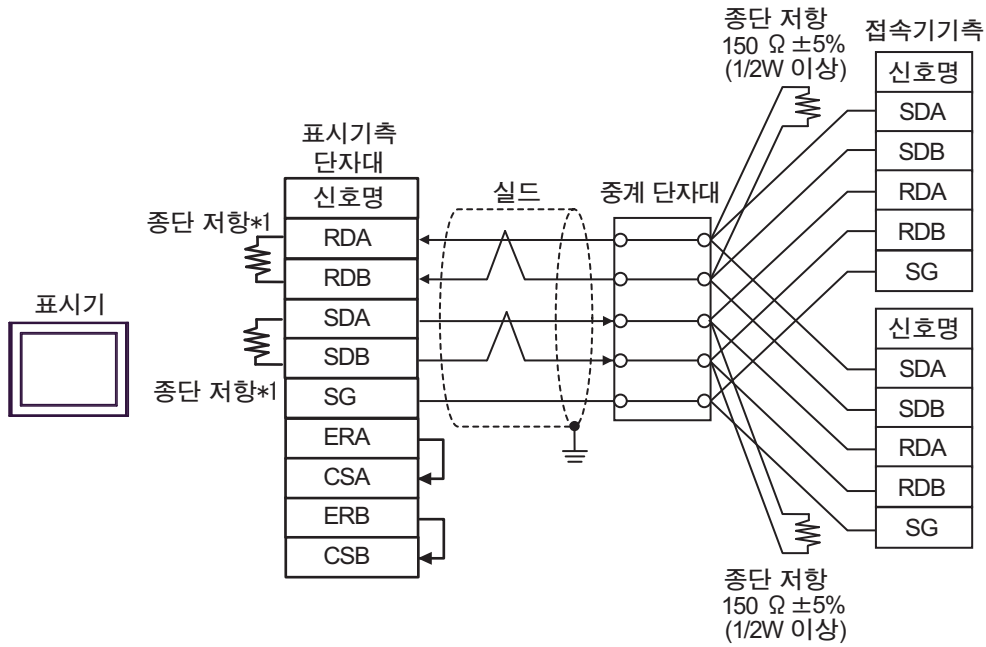 종단 저항
150 Ω ±5%
(1/2W 이상)
접속기기측
신호명
SDA
SDB
RDA
RDB
SG
표시기측
단자대
신호명
RDA
RDB
SDA
SDB
SG
ERA
CSA
ERB
CSB
종단 저항*1
종단 저항*1
표시기
실드
중계 단자대
신호명
SDA
SDB
RDA
RDB
SG
종단 저항
150 Ω ±5%
(1/2W 이상)